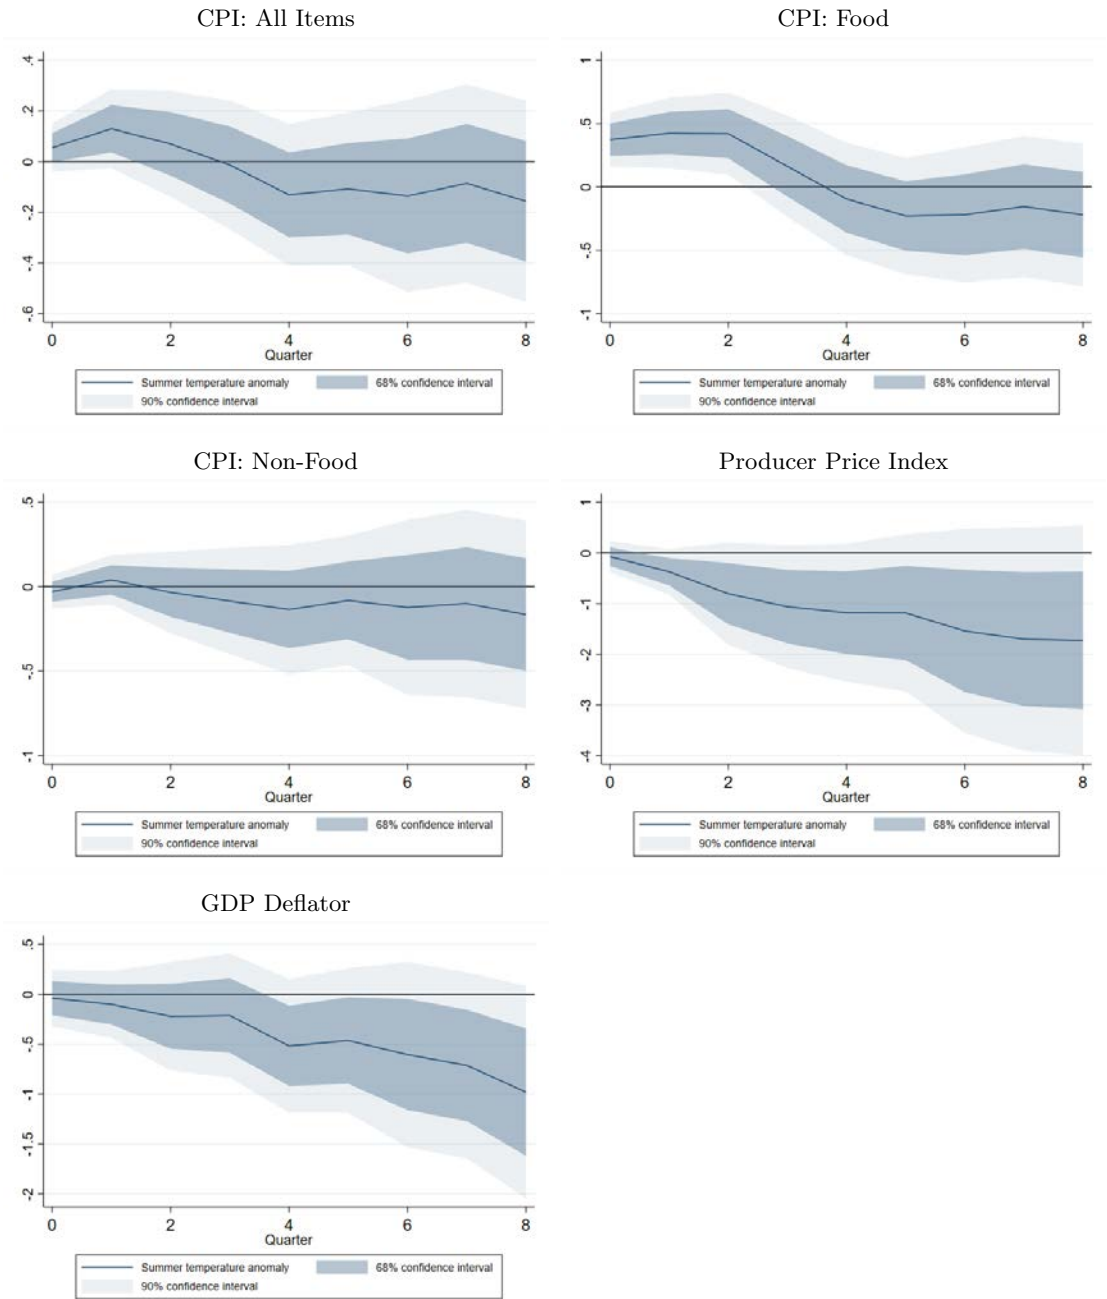 CPI: All Items
.4
.2
0
-.2
-.4
-.6
0 2 4 6 8
Quarter
Summer temperature anomaly 68% confidence interval
90% confidence interval
CPI: Food
1
.5
0
-.5
-1
0 2 4 6 8
Quarter
Summer temperature anomaly 68% confidence interval
90% confidence interval
CPI: Non-Food
.5
0
-.5
-1
0 2 4 6 8
Quarter
Summer temperature anomaly 68% confidence interval
90% confidence interval
Producer Price Index
1
0
-1
-2
-3
-4
0 2 4 6 8
Quarter
Summer temperature anomaly 68% confidence interval
90% confidence interval
GDP Deflator
.5
0
-.5
-1
-1.5
-2
0 2 4 6 8
Quarter
Summer temperature anomaly 68% confidence interval
90% confidence interval